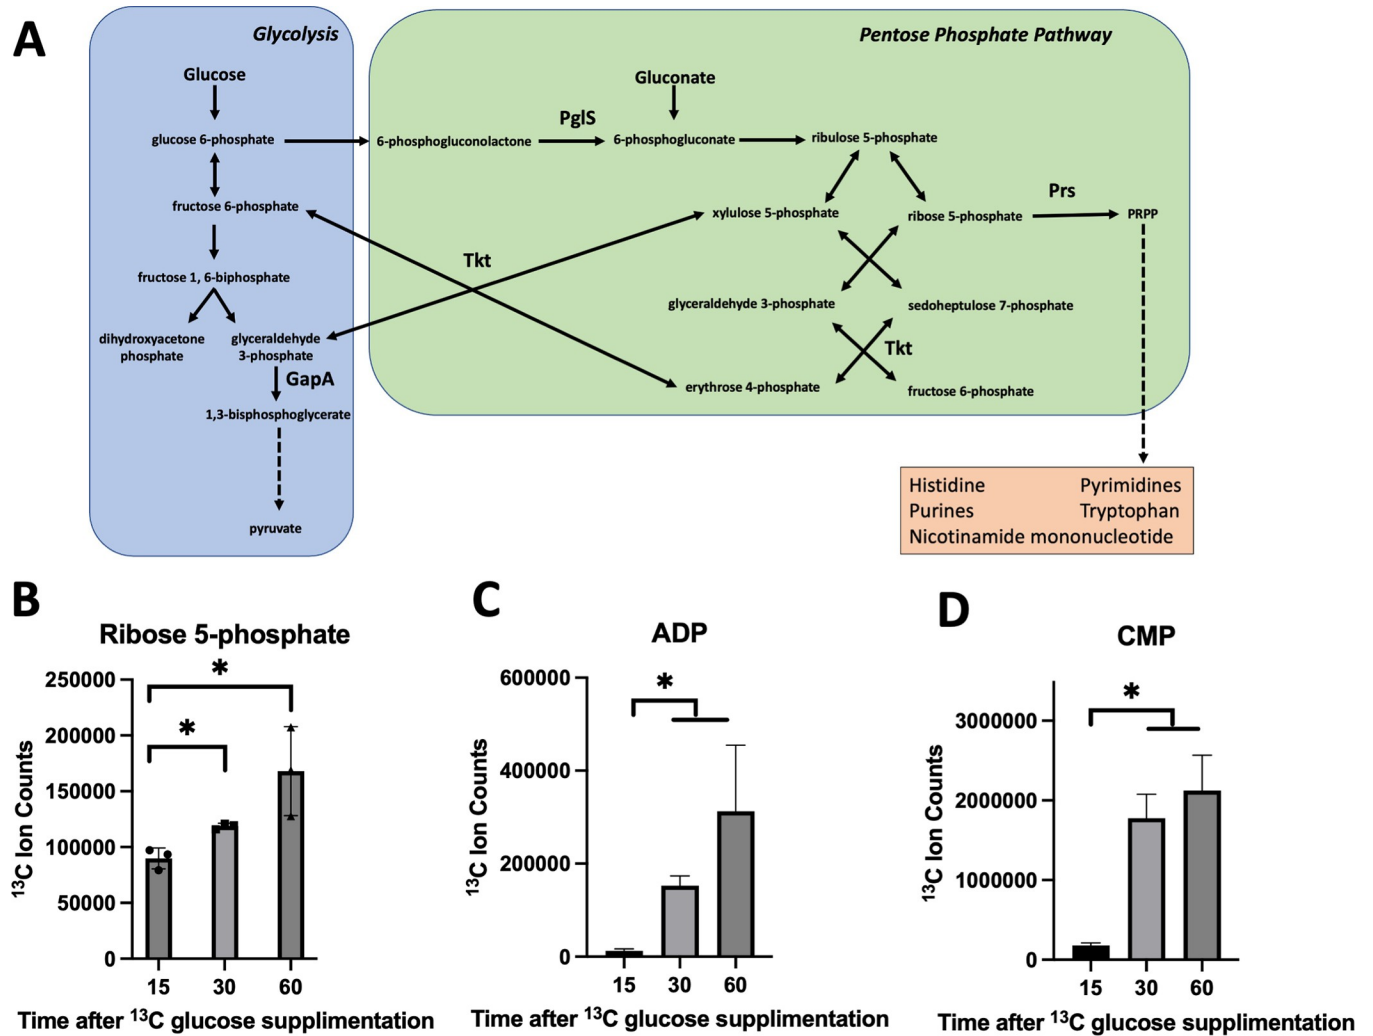 A
Glycolysis
Pentose Phosphate Pathway
Glucose
Gluconate
PglS
glucose 6-phosphate
6-phosphogluconolactone
6-phosphogluconate
ribulose 5-phosphate
Prs
fructose 6-phosphate
xylulose 5-phosphate
ribose 5-phosphate
PRPP
Tkt
fructose 1, 6-biphosphate
glyceraldehyde 3-phosphate
sedoheptulose 7-phosphate
dihydroxyacetone
phosphate
glyceraldehyde
3-phosphate
Tkt
GapA
erythrose 4-phosphate
fructose 6-phosphate
1,3-bisphosphoglycerate
pyruvate
Histidine Pyrimidines
Purines Tryptophan
Nicotinamide mononucleotide
B
Ribose 5-phosphate
*
*
250000
200000
150000
100000
50000
0
13C Ion Counts
15 30 60
Time after 13C glucose supplimentation
C
ADP
*
600000
400000
200000
0
13C Ion Counts
15 30 60
Time after 13C glucose supplimentation
D
CMP
*
3000000
2000000
1000000
0
13C Ion Counts
15 30 60
Time after 13C glucose supplimentation